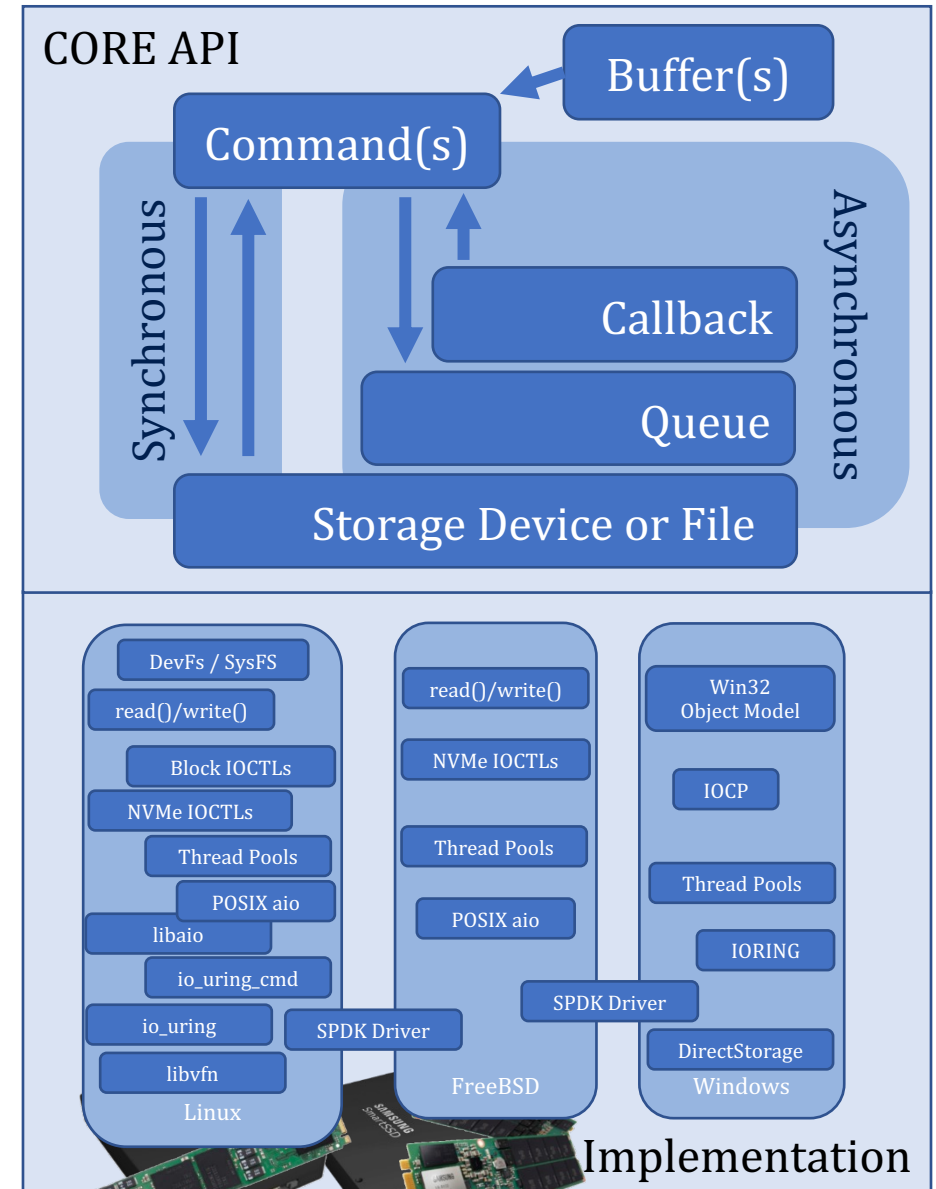 CORE API
Buffer(s)
Command(s)
Synchronous
Asynchronous
Callback
Queue
Storage Device or File
DevFs / SysFS
read()/write()
Block IOCTLs
NVMe IOCTLs
Thread Pools
POSIX aio
libaio
io_uring_cmd
io_uring
SPDK Driver
libvfn
Linux
read()/write()
NVMe IOCTLs
Thread Pools
POSIX aio
SPDK Driver
FreeBSD
Win32
Object Model
IOCP
Thread Pools
IORING
DirectStorage
Windows
SAMSUNG
SmartSSD
Implementation